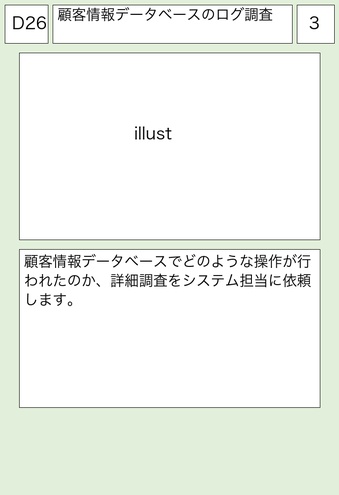 D26
顧客情報データベースのログ調査
3
illust
顧客情報データベースでどのような操作が行
われたのか、詳細調査をシステム担当に依頼
します。